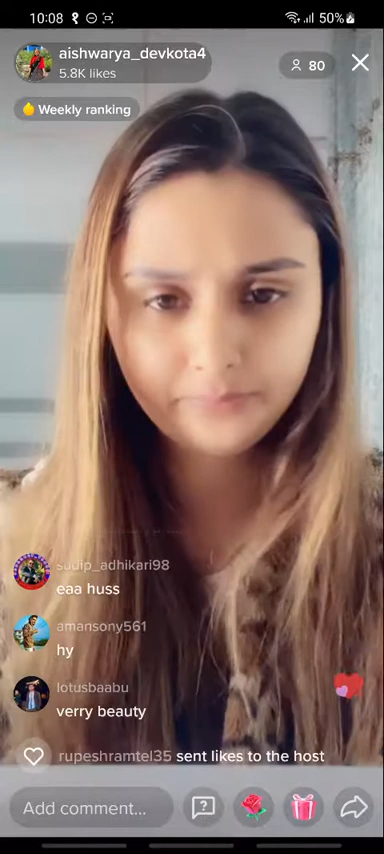 10:08
50%
aishwarya_devkota4
5.8K likes
80
Weekly ranking
sudip_adhikari98
eaa huss
amansony561
hy
lotusbaabu
verry beauty
rupeshramtel35 sent likes to the host
Add comment...